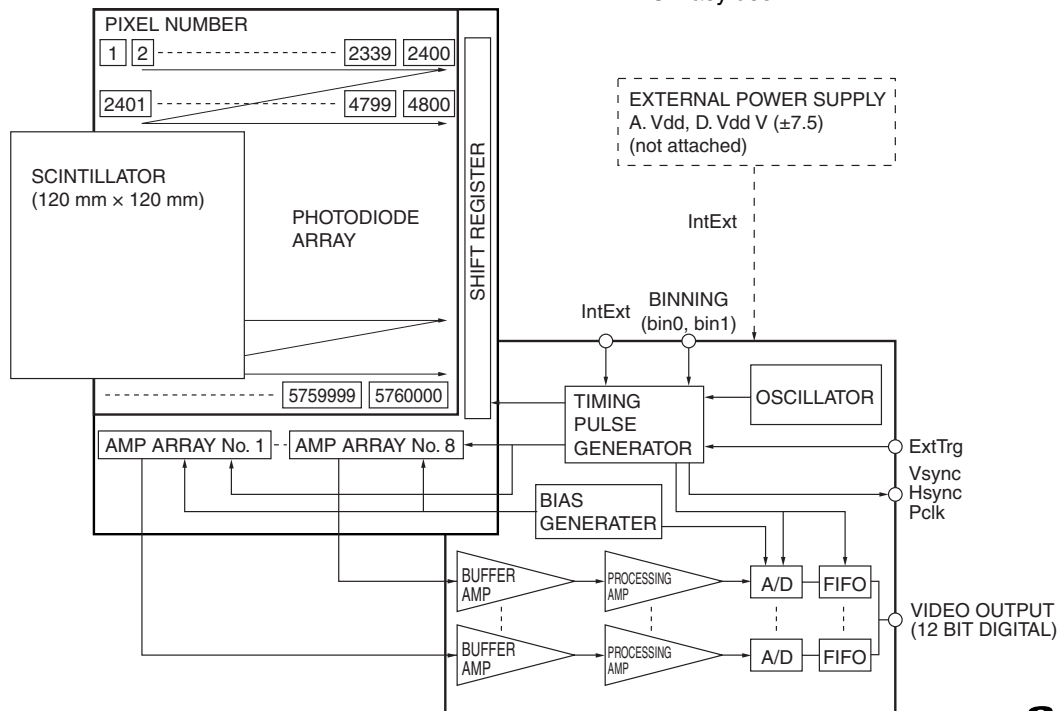 PIXEL NUMBER
1 2 2339 2400
2401 4799 4800
SCINTILLATOR
(120 mm × 120 mm)
PHOTODIODE
ARRAY
SHIFT REGISTER
5759999 5760000
AMP ARRAY No. 1 AMP ARRAY No. 8
EXTERNAL POWER SUPPLY
A. Vdd, D. Vdd V (±7.5)
(not attached)
IntExt
IntExt
BINNING
(bin0, bin1)
TIMING
PULSE
GENERATOR
OSCILLATOR
ExtTrg
Vsync
Hsync
Pclk
BIAS
GENERATER
BUFFER
AMP
PROCESSING
AMP
A/D
FIFO
VIDEO OUTPUT
(12 BIT DIGITAL)
BUFFER
AMP
PROCESSING
AMP
A/D
FIFO